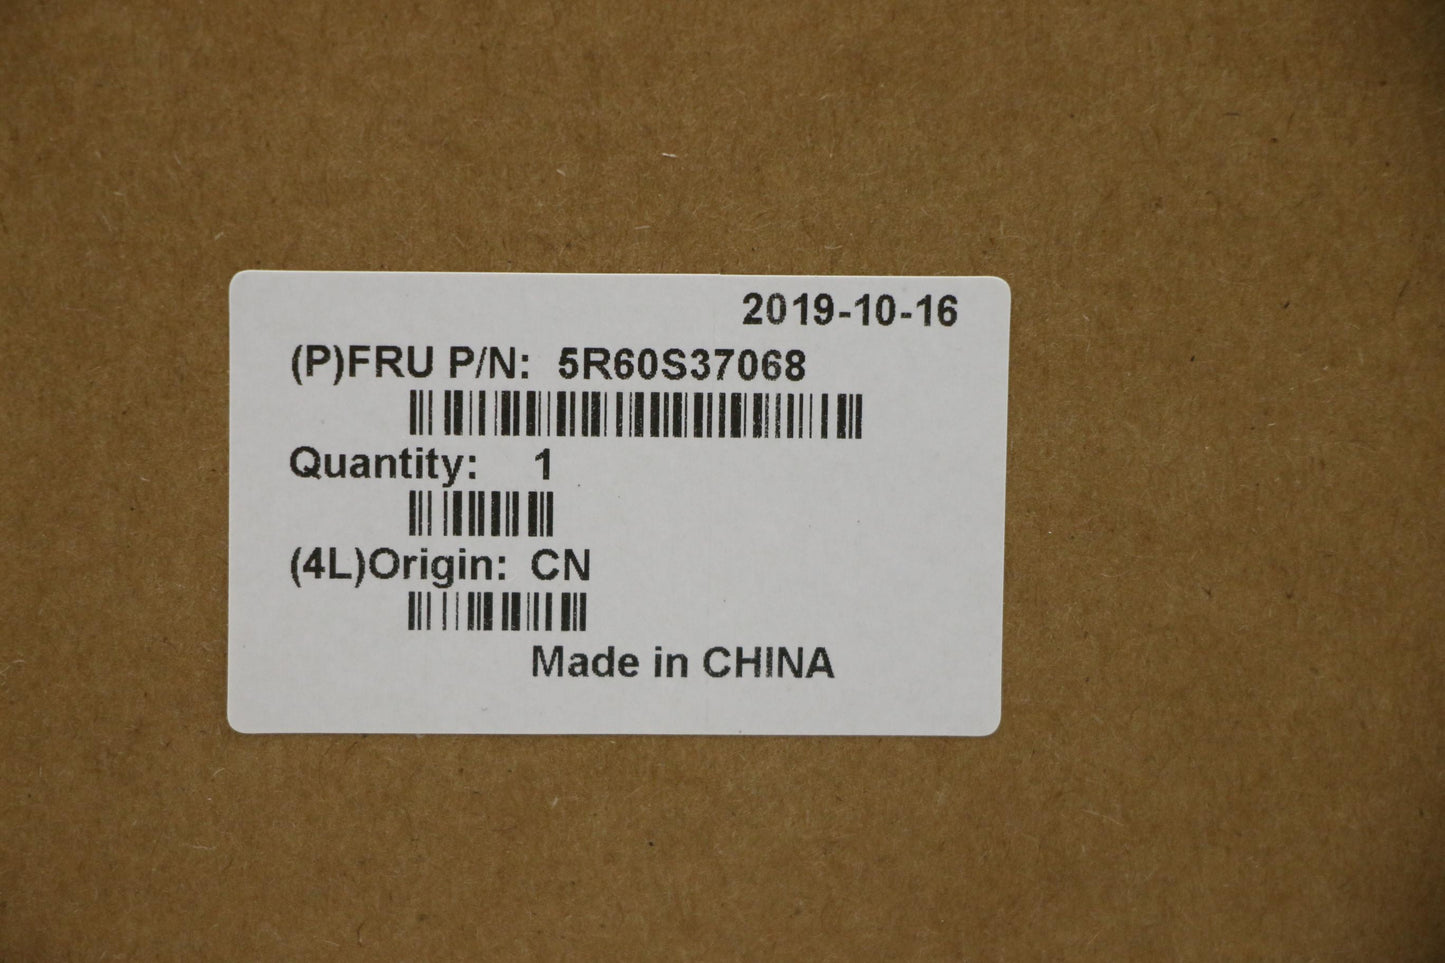 2019-10-16
(P)FRU P/N: 5R60S37068
Quantity: 1
(4L)Origin: CN
Made in CHINA